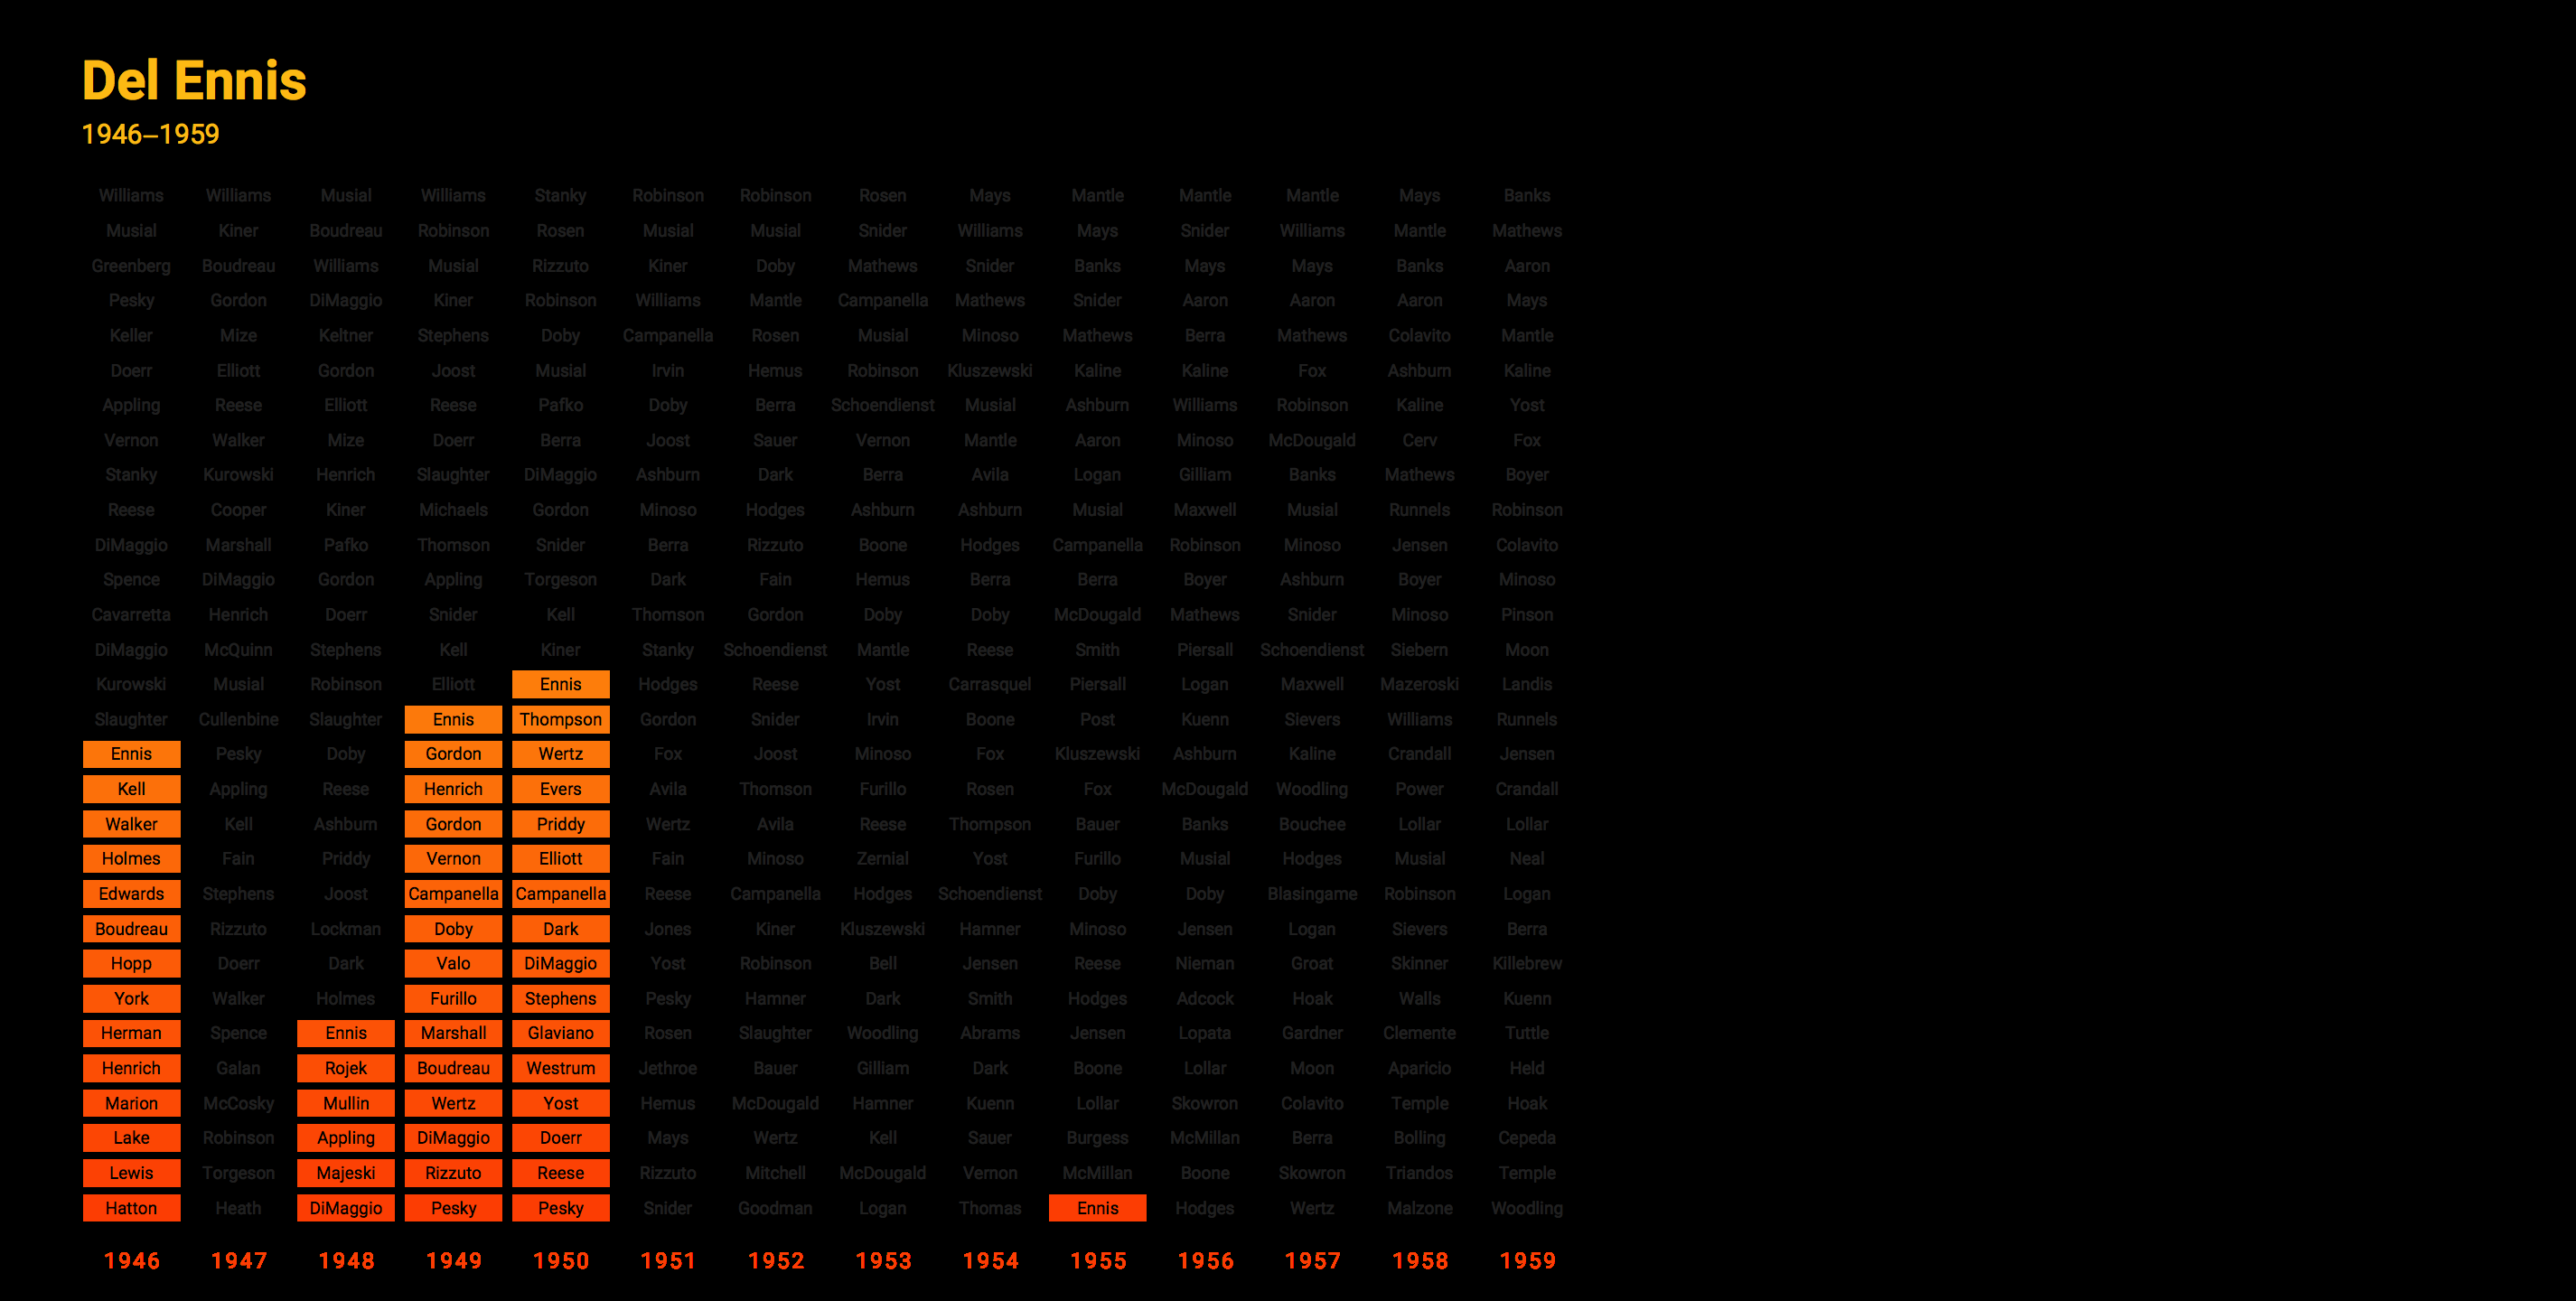 Del Ennis
1946–1959
Williams Williams Musial Williams Stanky Robinson Robinson Rosen Mays Mantle Mantle Mantle Mays Banks
Musial Kiner Boudreau Robinson Rosen Musial Musial Snider Williams Mays Snider Williams Mantle Mathews
Greenberg Boudreau Williams Musial Rizzuto Kiner Doby Mathews Snider Banks Mays Mays Banks Aaron
Pesky Gordon DiMaggio Kiner Robinson Williams Mantle Campanella Mathews Snider Aaron Aaron Aaron Mays
Keller Mize Keltner Stephens Doby Campanella Rosen Musial Minoso Mathews Berra Mathews Colavito Mantle
Doerr Elliott Gordon Joost Musial Irvin Hemus Robinson Kluszewski Kaline Kaline Fox Ashburn Kaline
Appling Reese Elliott Reese Pafko Doby Berra Schoendienst Musial Ashburn Williams Robinson Kaline Yost
Vernon Walker Mize Doerr Berra Joost Sauer Vernon Mantle Aaron Minoso McDougald Cerv Fox
Stanky Kurowski Henrich Slaughter DiMaggio Ashburn Dark Berra Avila Logan Gilliam Banks Mathews Boyer
Reese Cooper Kiner Michaels Gordon Minoso Hodges Ashburn Ashburn Musial Maxwell Musial Runnels Robinson
DiMaggio Marshall Pafko Thomson Snider Berra Rizzuto Boone Hodges Campanella Robinson Minoso Jensen Colavito
Spence DiMaggio Gordon Appling Torgeson Dark Fain Hemus Berra Berra Boyer Ashburn Boyer Minoso
Cavarretta Henrich Doerr Snider Kell Thomson Gordon Doby Doby McDougald Mathews Snider Minoso Pinson
DiMaggio McQuinn Stephens Kell Kiner Stanky Schoendienst Mantle Reese Smith Piersall Schoendienst Siebern Moon
Kurowski Musial Robinson Elliott Ennis Hodges Reese Yost Carrasquel Piersall Logan Maxwell Mazeroski Landis
Slaughter Cullenbine Slaughter Ennis Thompson Gordon Snider Irvin Boone Post Kuenn Sievers Williams Runnels
Ennis Pesky Doby Gordon Wertz Fox Joost Minoso Fox Kluszewski Ashburn Kaline Crandall Jensen
Kell Appling Reese Henrich Evers Avila Thomson Furillo Rosen Fox McDougald Woodling Power Crandall
Walker Kell Ashburn Gordon Priddy Wertz Avila Reese Thompson Bauer Banks Bouchee Lollar Lollar
Holmes Fain Priddy Vernon Elliott Fain Minoso Zernial Yost Furillo Musial Hodges Musial Neal
Edwards Stephens Joost Campanella Campanella Reese Campanella Hodges Schoendienst Doby Doby Blasingame Robinson Logan
Boudreau Rizzuto Lockman Doby Dark Jones Kiner Kluszewski Hamner Minoso Jensen Logan Sievers Berra
Hopp Doerr Dark Valo DiMaggio Yost Robinson Bell Jensen Reese Nieman Groat Skinner Killebrew
York Walker Holmes Furillo Stephens Pesky Hamner Dark Smith Hodges Adcock Hoak Walls Kuenn
Herman Spence Ennis Marshall Glaviano Rosen Slaughter Woodling Abrams Jensen Lopata Gardner Clemente Tuttle
Henrich Galan Rojek Boudreau Westrum Jethroe Bauer Gilliam Dark Boone Lollar Moon Aparicio Held
Marion McCosky Mullin Wertz Yost Hemus McDougald Hamner Kuenn Lollar Skowron Colavito Temple Hoak
Lake Robinson Appling DiMaggio Doerr Mays Wertz Kell Sauer Burgess McMillan Berra Bolling Cepeda
Lewis Torgeson Majeski Rizzuto Reese Rizzuto Mitchell McDougald Vernon McMillan Boone Skowron Triandos Temple
Hatton Heath DiMaggio Pesky Pesky Snider Goodman Logan Thomas Ennis Hodges Wertz Malzone Woodling
1946 1947 1948 1949 1950 1951 1952 1953 1954 1955 1956 1957 1958 1959